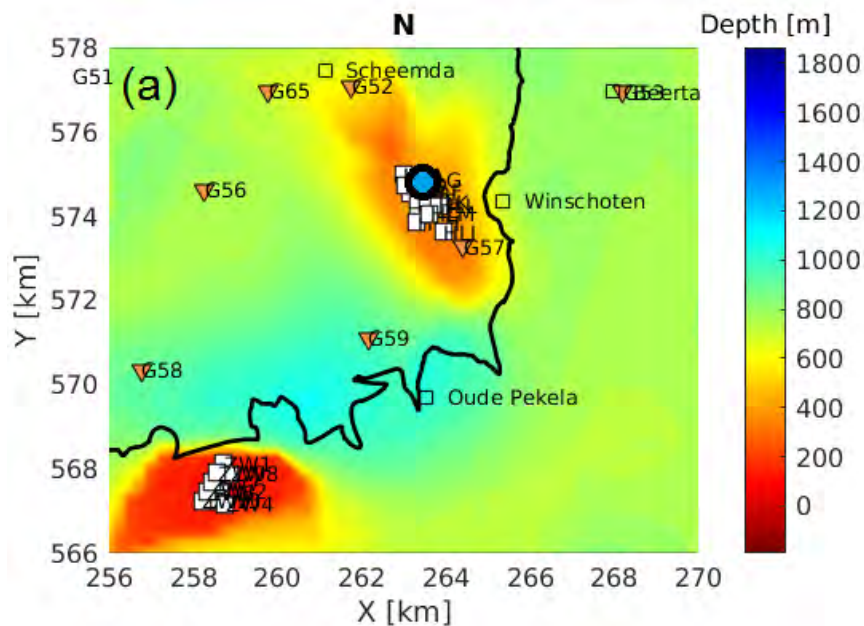 N
Depth [m]
(a)
G51
G65
Scheemda
G52
G53
Beerta
G56
Winschoten
G57
G59
G58
Oude Pekela
ZW1
578
576
574
572
570
568
566
Y [km]
256
258
260
262
264
266
268
270
X [km]
1800
1600
1400
1200
1000
800
600
400
200
0